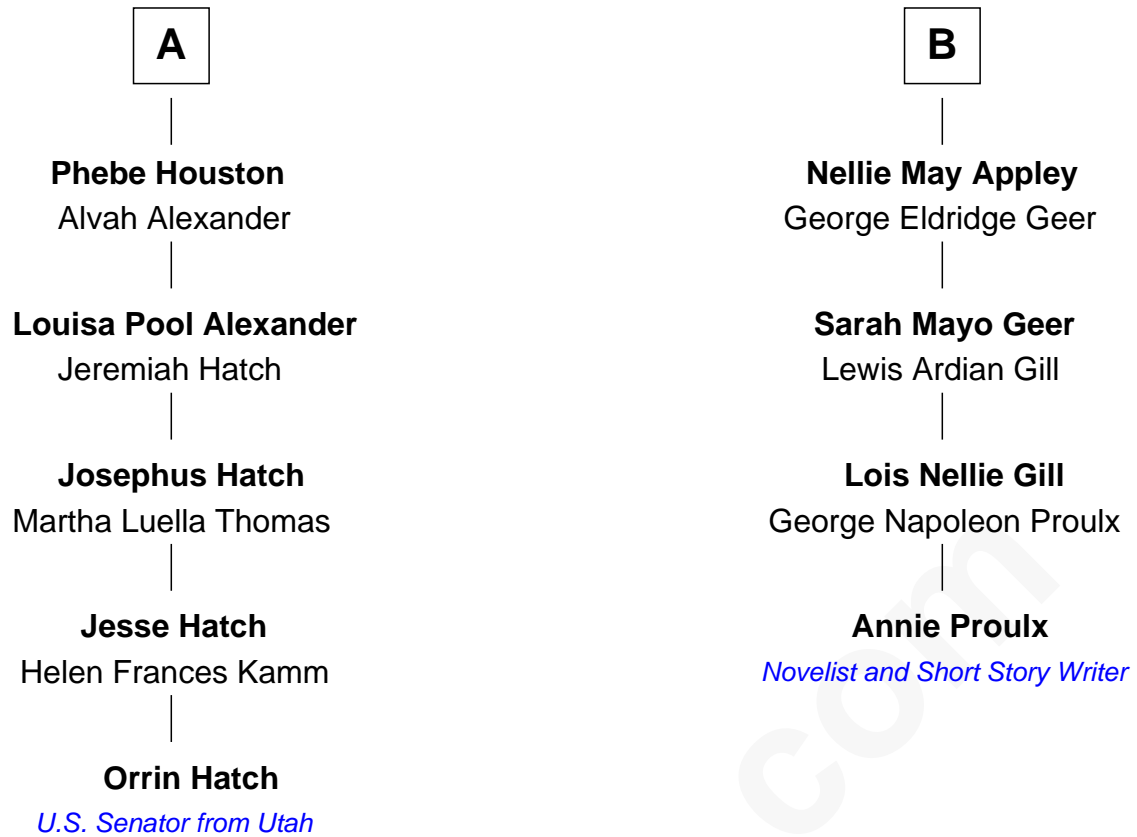 A
Phebe Houston
Alvah Alexander
Louisa Pool Alexander
Jeremiah Hatch
Josephus Hatch
Martha Luella Thomas
Jesse Hatch
Helen Frances Kamm
Orrin Hatch
U.S. Senator from Utah
B
Nellie May Appley
George Eldridge Geer
Sarah Mayo Geer
Lewis Ardian Gill
Lois Nellie Gill
George Napoleon Proulx
Annie Proulx
Novelist and Short Story Writer
com